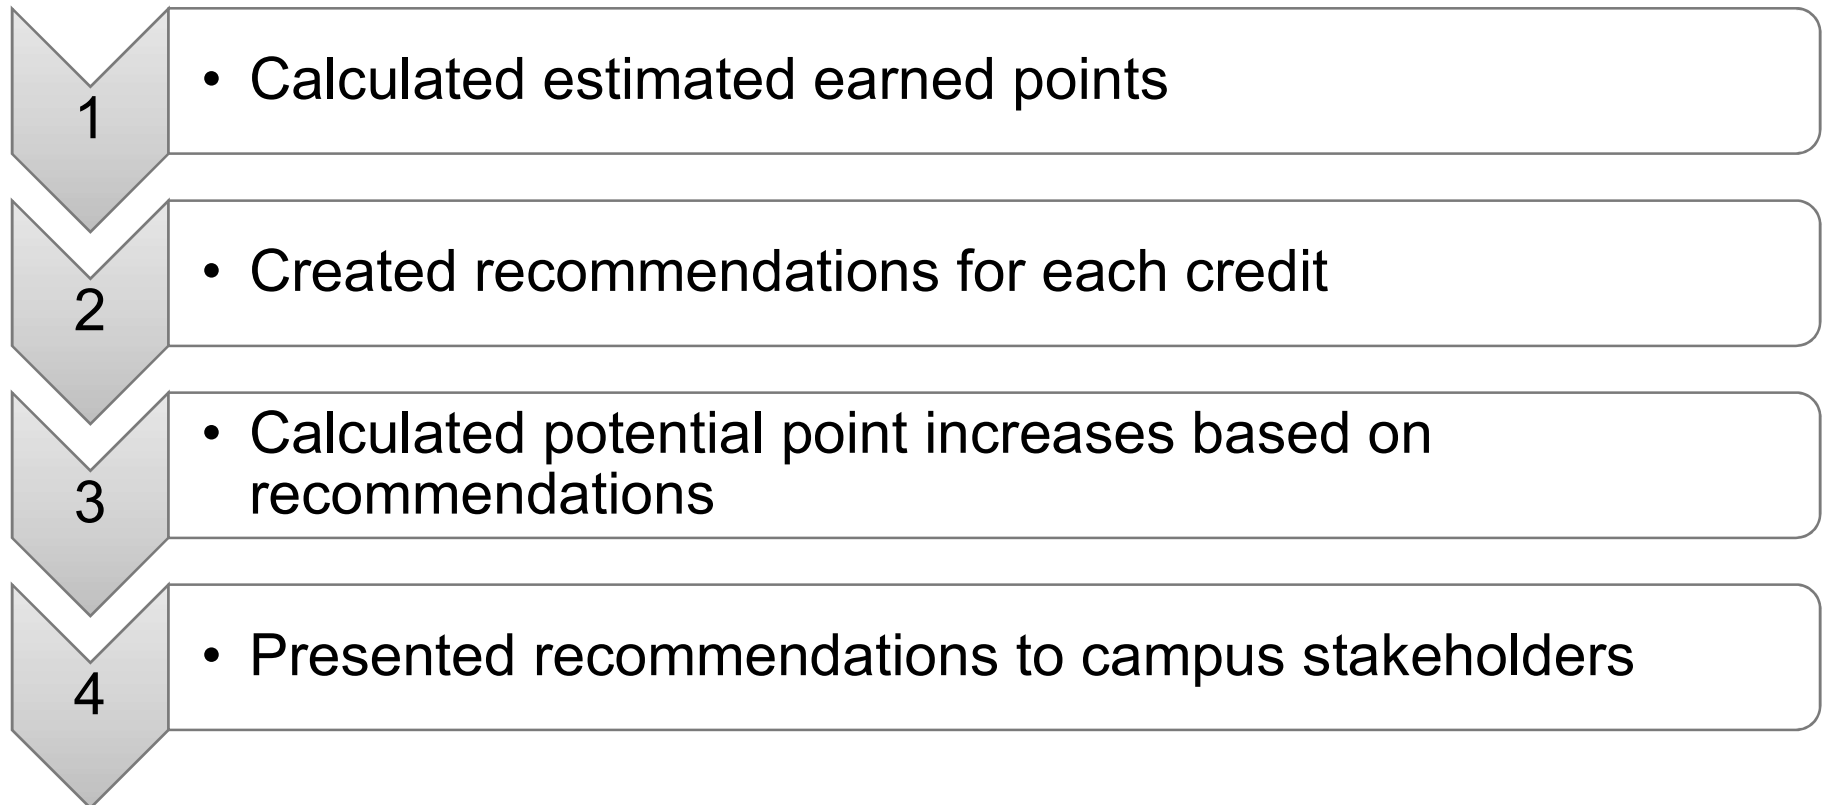 1
• Calculated estimated earned points
2
• Created recommendations for each credit
3
• Calculated potential point increases based on
recommendations
4
• Presented recommendations to campus stakeholders